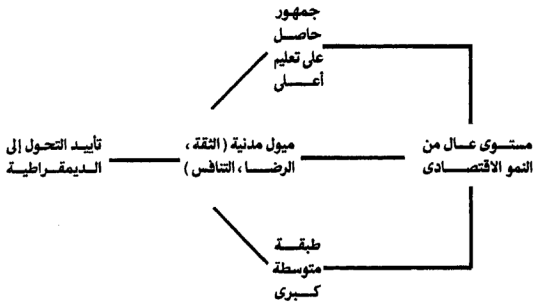 جمهور
حاصل
على تعليم
أعلى
مستوى عال من
النمو الاقتصادى
ميول مدنية (الثقة،
الرضا، التنافس)
تأييد التحول إلى
الديمقراطية
طبقة
متوسطة
كبرى